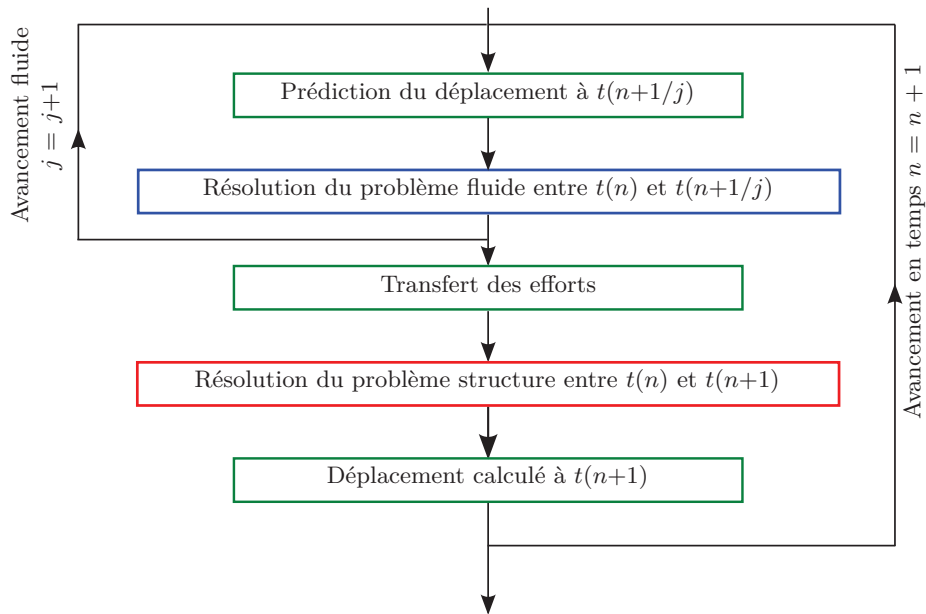 Avancement fluide
j = j+1
Prédiction du déplacement à t(n+1/j)
Résolution du problème fluide entre t(n) et t(n+1/j)
Transfert des efforts
Résolution du problème structure entre t(n) et t(n+1)
Déplacement calculé à t(n+1)
Avancement en temps n = n + 1